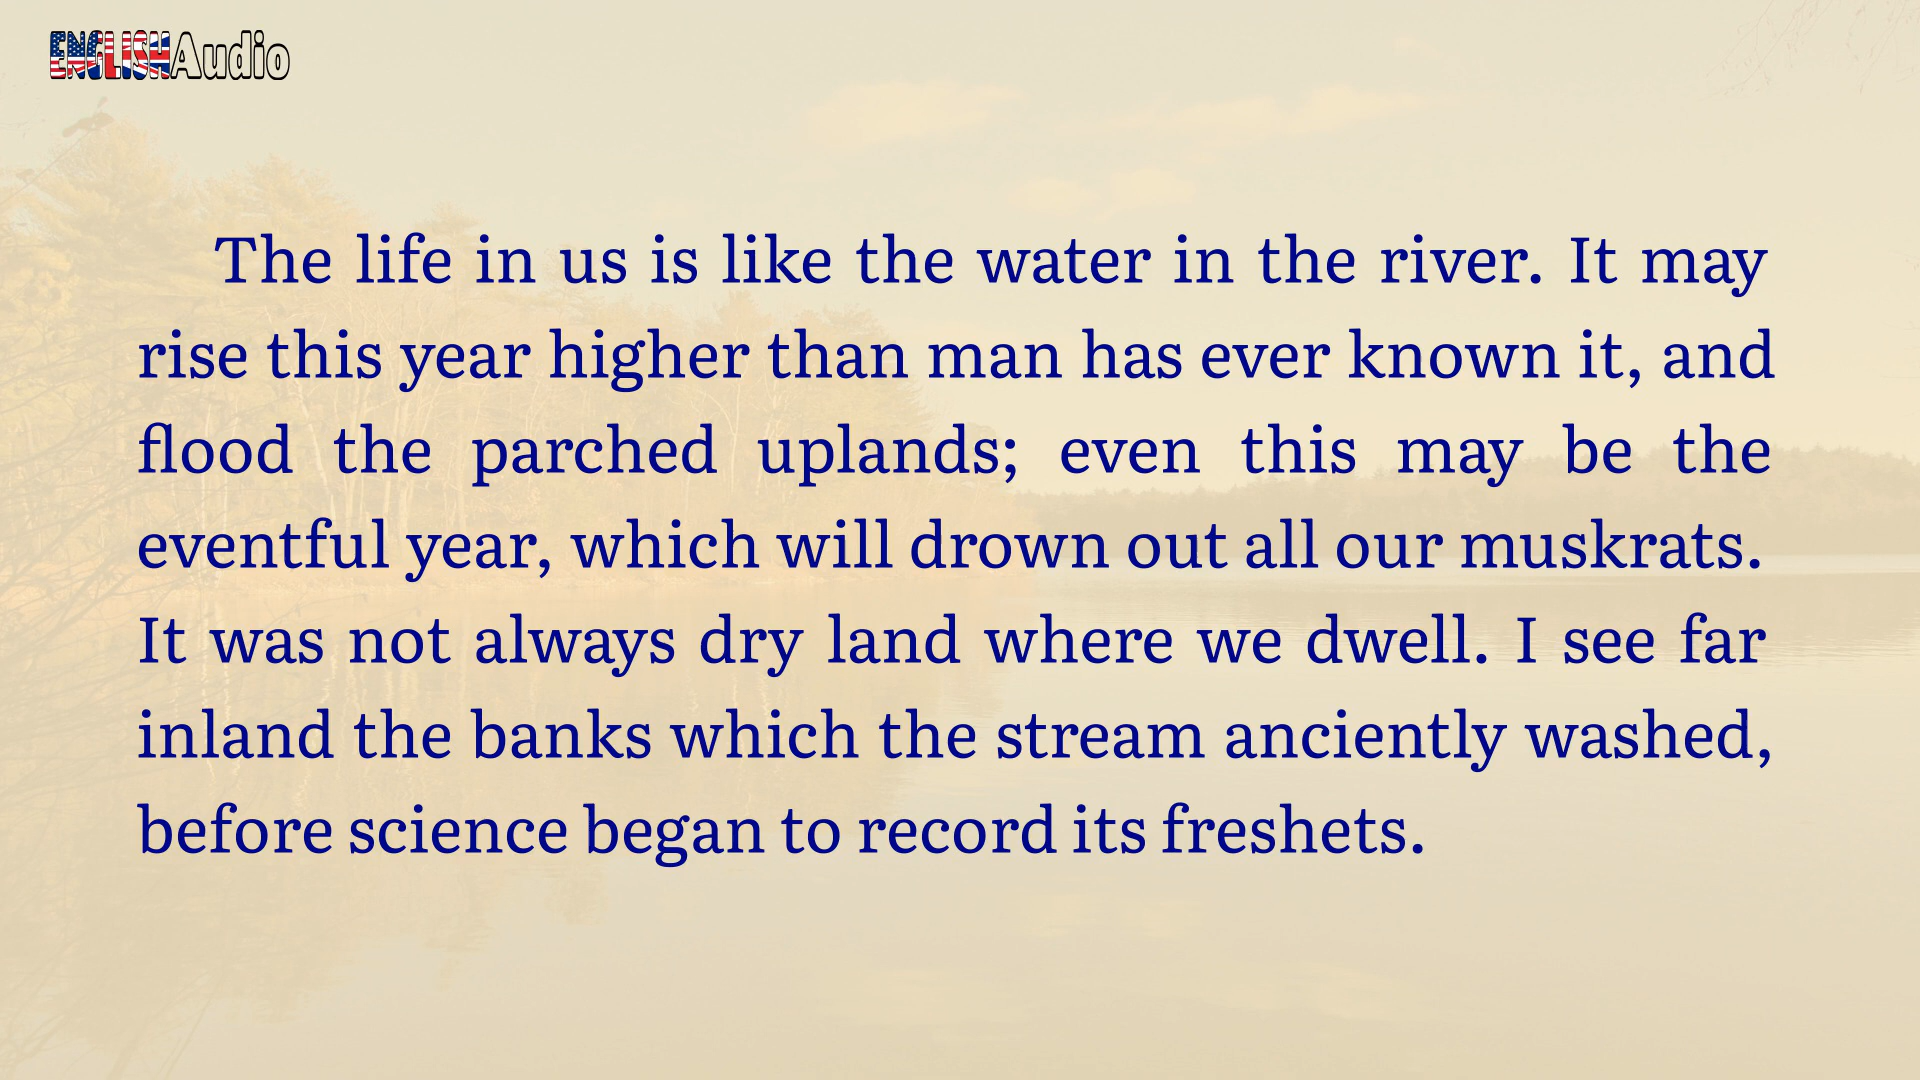 ENGLISHAudio
The life in us is like the water in the river. It may
rise this year higher than man has ever known it, and
flood the parched uplands; even this may be the
eventful year, which will drown out all our muskrats.
It was not always dry land where we dwell. I see far
inland the banks which the stream anciently washed,
before science began to record its freshets.